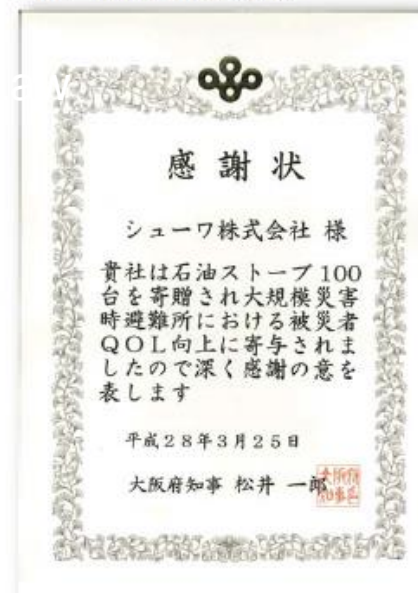 感謝状
シューワ株式会社 様
貴社は石油ストーブ100
台を寄贈され大規模災害
時避難所における被災者
QOL向上に寄与されま
したので深く感謝の意を
表します
平成28年3月25日
大阪府知事 松井 一郎